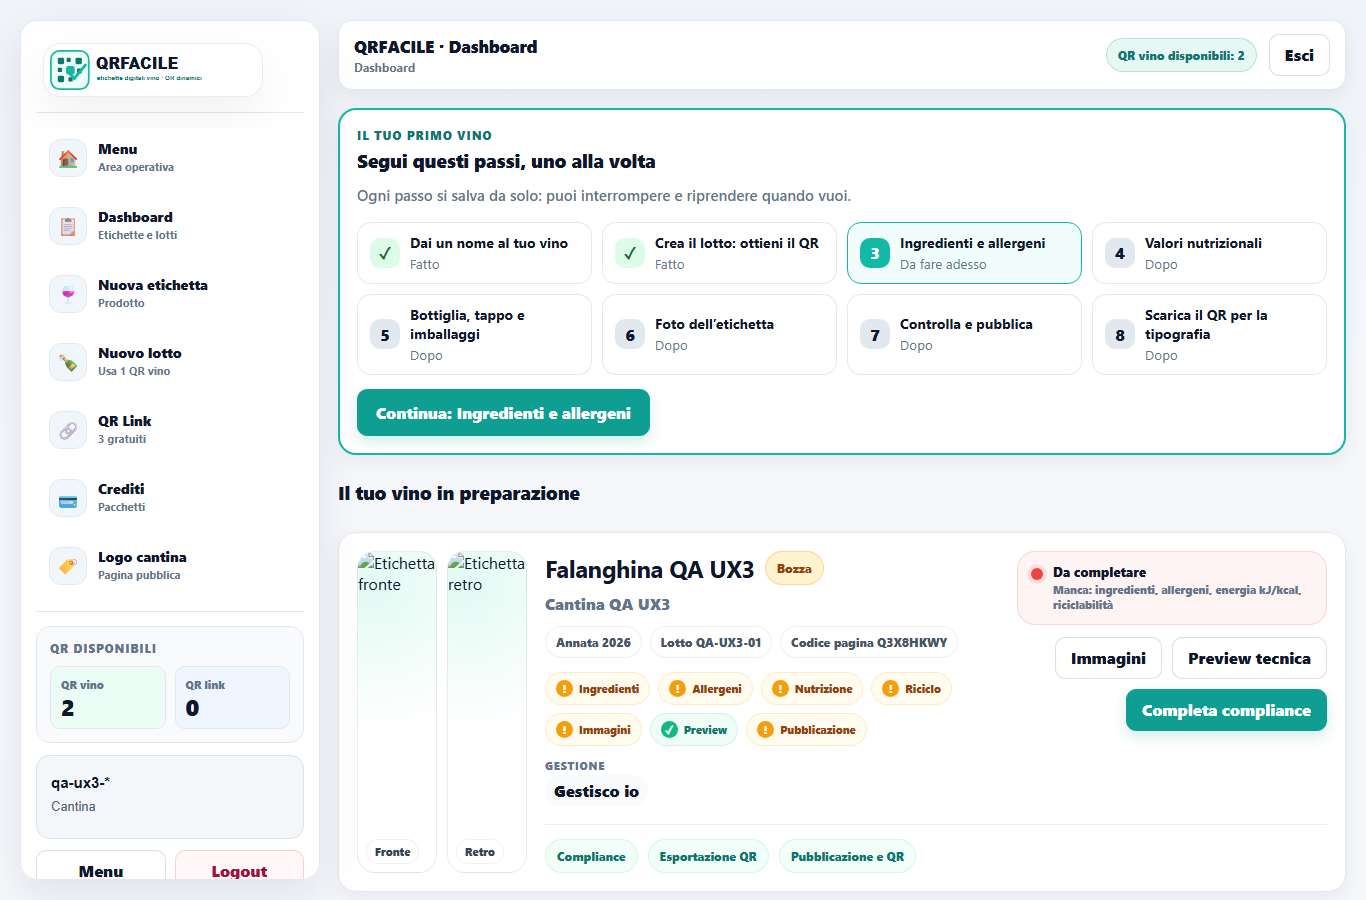 QRFACILE
etichette digitali vino · QR dinamici
Menu
Area operativa
Dashboard
Etichette e lotti
Nuova etichetta
Prodotto
Nuovo lotto
Usa 1 QR vino
QR Link
3 gratuiti
Crediti
Pacchetti
Logo cantina
Pagina pubblica
QR DISPONIBILI
QR vino
2
QR link
0
qa-ux3-*
Cantina
Menu
Logout
QRFACILE · Dashboard
Dashboard
QR vino disponibili: 2
Esci
IL TUO PRIMO VINO
Segui questi passi, uno alla volta
Ogni passo si salva da solo: puoi interrompere e riprendere quando vuoi.
✓
Dai un nome al tuo vino
Fatto
✓
Crea il lotto: ottieni il QR
Fatto
3
Ingredienti e allergeni
Da fare adesso
4
Valori nutrizionali
Dopo
5
Bottiglia, tappo e
imballaggi
Dopo
6
Foto dell’etichetta
Dopo
7
Controlla e pubblica
Dopo
8
Scarica il QR per la
tipografia
Dopo
Continua: Ingredienti e allergeni
Il tuo vino in preparazione
Etichetta
fronte
Fronte
Etichetta
retro
Retro
Falanghina QA UX3
Bozza
Cantina QA UX3
Annata 2026
Lotto QA-UX3-01
Codice pagina Q3X8HKWY
! Ingredienti
! Allergeni
! Nutrizione
! Riciclo
! Immagini
✓ Preview
! Pubblicazione
GESTIONE
Gestisco io
Compliance
Esportazione QR
Pubblicazione e QR
Da completare
Manca: ingredienti, allergeni, energia kJ/kcal,
riciclabilità
Immagini
Preview tecnica
Completa compliance